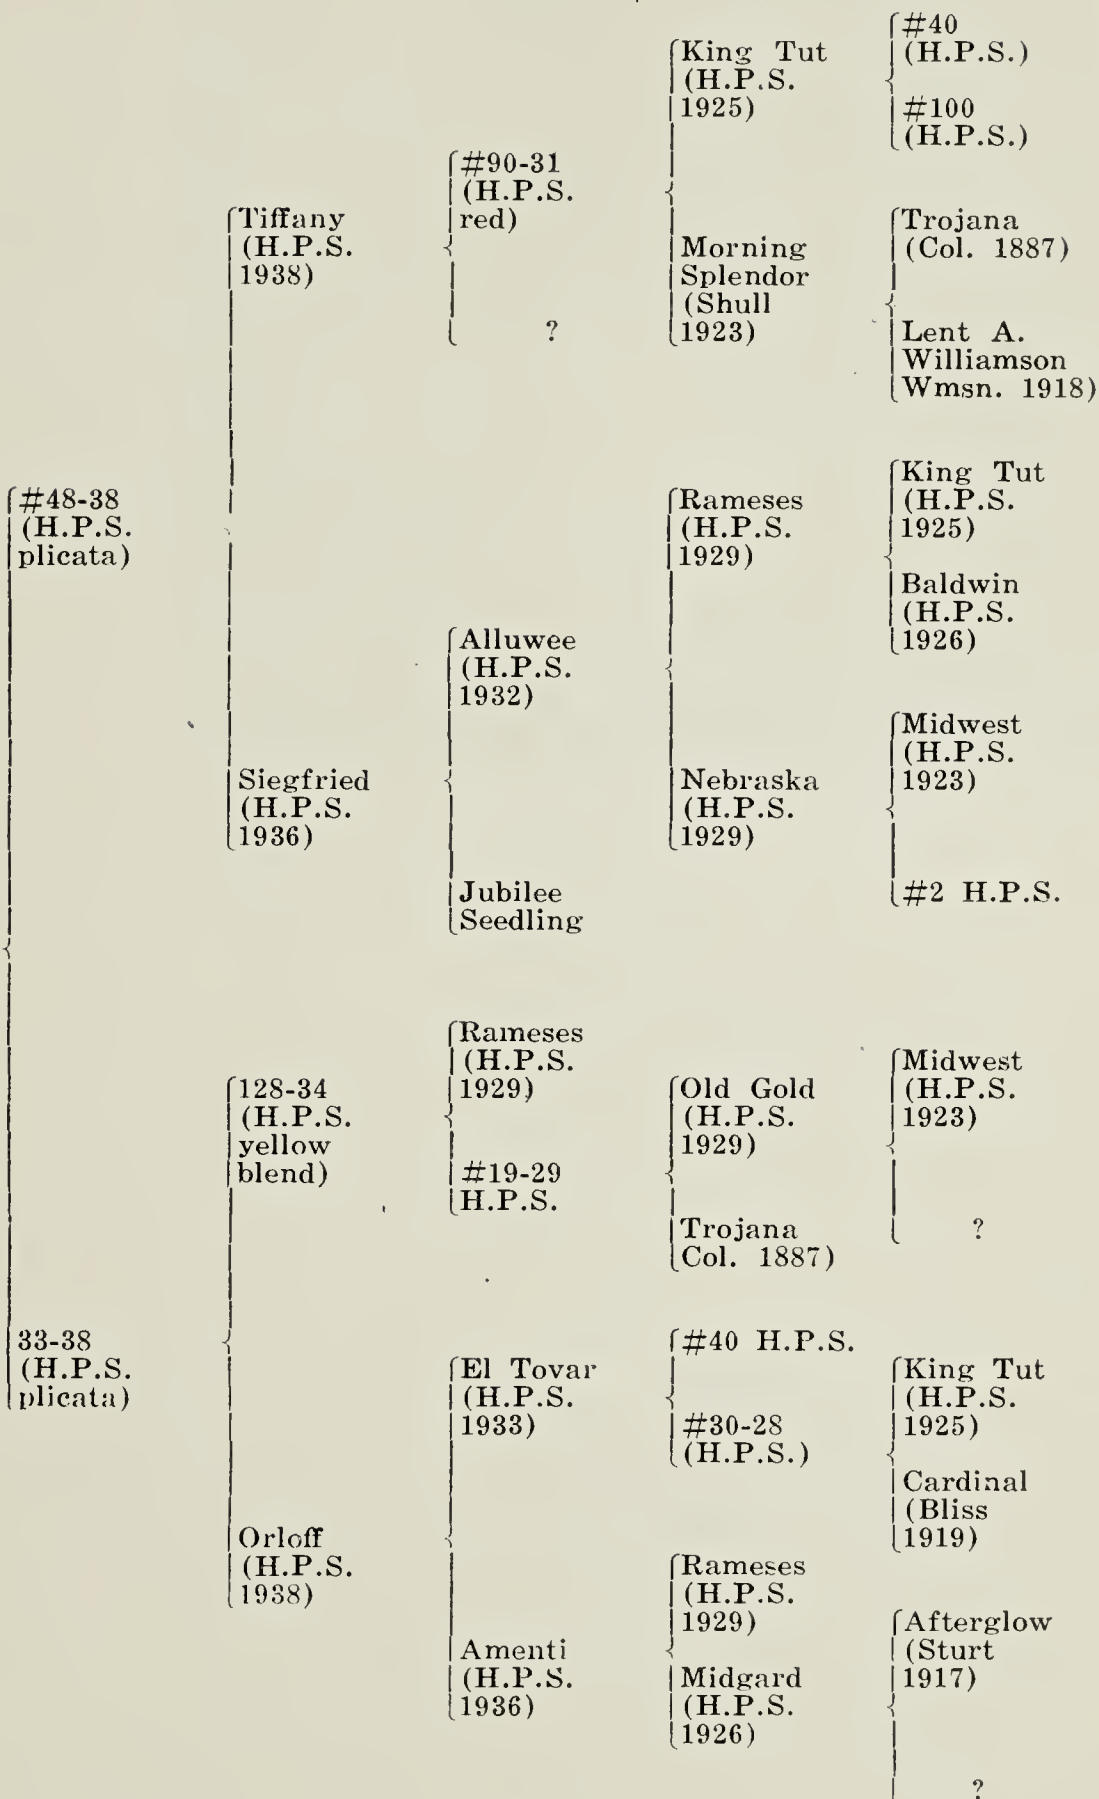 #48-38
(H.P.S.
plicata)
33-38
(H.P.S.
plicata)
Tiffany
(H.P.S.
1938)
Siegfried
(H.P.S.
1936)
128-34
(H.P.S.
yellow
blend)
Orloff
(H.P.S.
1938)
#90-31
(H.P.S.
red)
?
Alluwee
(H.P.S.
1932)
Jubilee
Seedling
Rameses
(H.P.S.
1929)
#19-29
H.P.S.
El Tovar
(H.P.S.
1933)
Amenti
(H.P.S.
1936)
King Tut
(H.P.S.
1925)
Morning
Splendor
(Shull
1923)
Rameses
(H.P.S.
1929)
Nebraska
(H.P.S.
1929)
Old Gold
(H.P.S.
1929)
Trojana
Col. 1887)
#40 H.P.S.
#30-28
(H.P.S.)
Rameses
(H.P.S.
1929)
Midgard
(H.P.S.
1926)
#40
(H.P.S.)
#100
(H.P.S.)
Trojana
(Col. 1887)
Lent A.
Williamson
Wmsn. 1918)
King Tut
(H.P.S.
1925)
Baldwin
(H.P.S.
1926)
Midwest
(H.P.S.
1923)
#2 H.P.S.
Midwest
(H.P.S.
1923)
?
King Tut
(H.P.S.
1925)
Cardinal
(Bliss
1919)
Afterglow
(Sturt
1917)
?